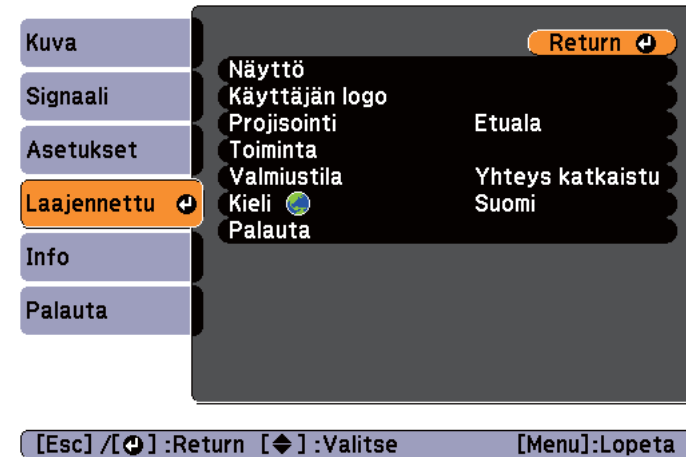 Kuva
Signaali
Asetukset
Laajennettu
Info
Palauta
Return
Näyttö
Käyttäjän logo
Projisointi Etuala
Toiminta
Valmiustila Yhteys katkaistu
Kieli Suomi
Palauta
[Esc] /[⏎] :Return [◆] :Valitse [Menu]:Lopeta